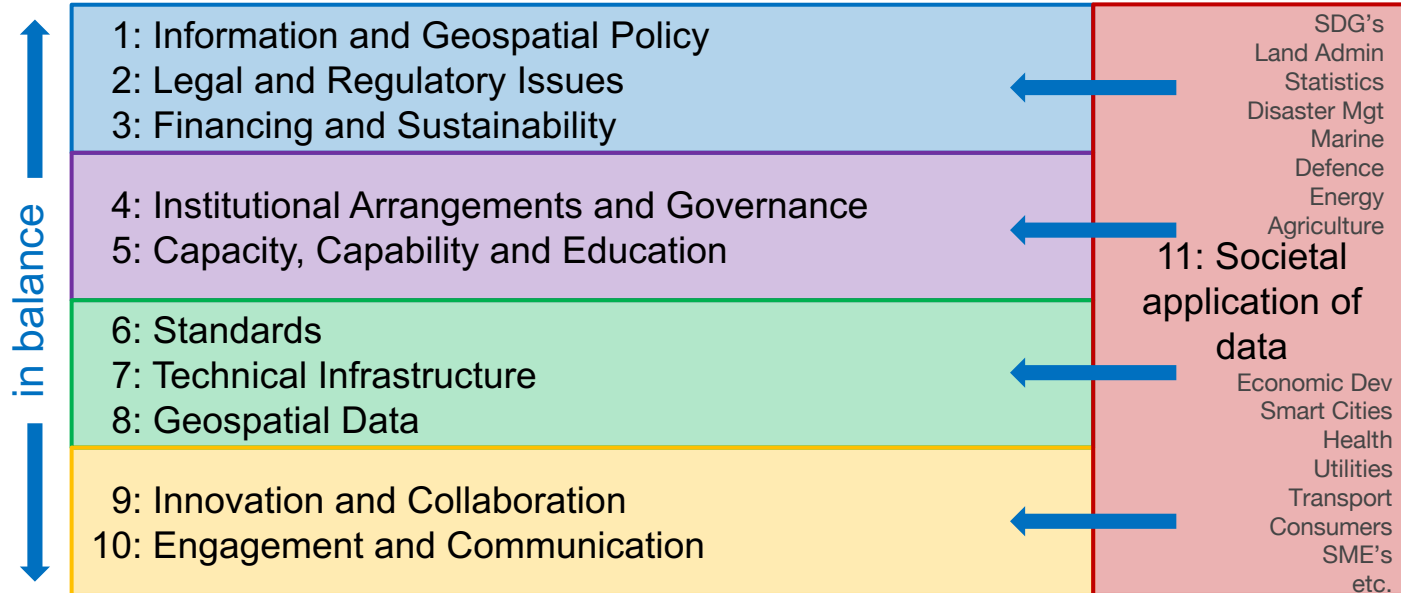 in balance
1: Information and Geospatial Policy
2: Legal and Regulatory Issues
3: Financing and Sustainability
4: Institutional Arrangements and Governance
5: Capacity, Capability and Education
6: Standards
7: Technical Infrastructure
8: Geospatial Data
9: Innovation and Collaboration
10: Engagement and Communication
SDG's
Land Admin
Statistics
Disaster Mgt
Marine
Defence
Energy
Agriculture
11: Societal
application of
data
Economic Dev
Smart Cities
Health
Utilities
Transport
Consumers
SME's
etc.